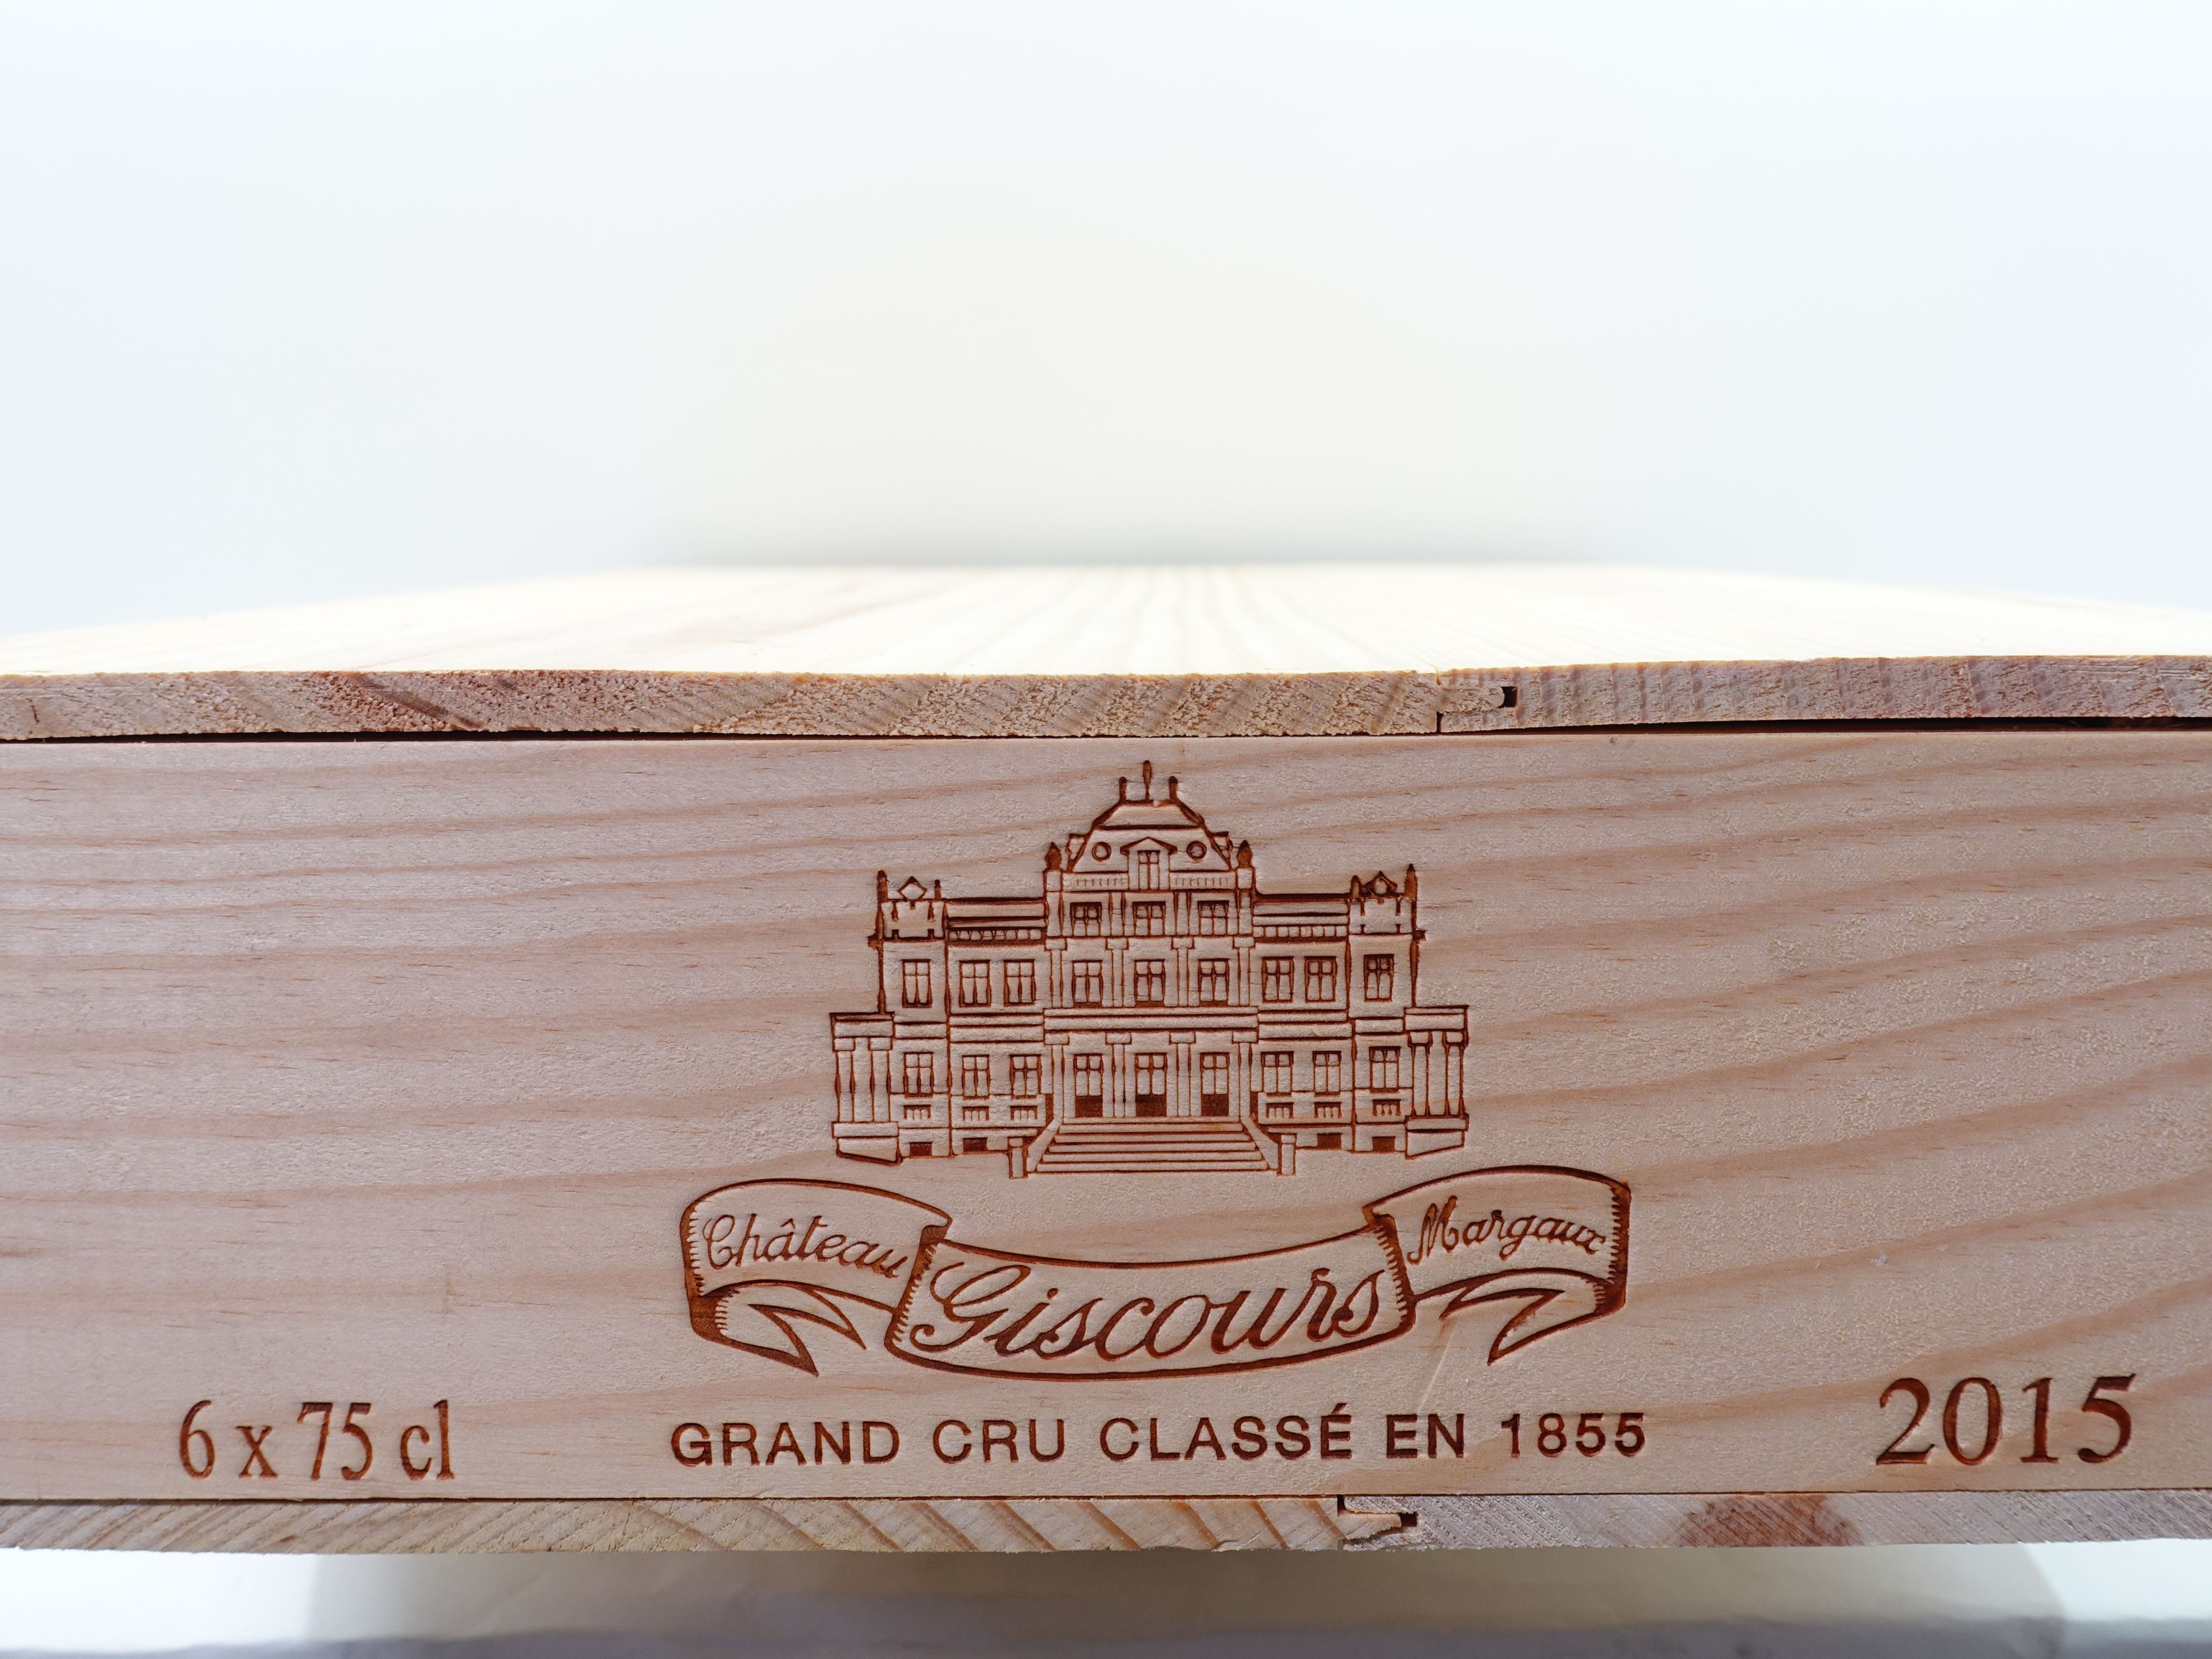 Château Giscours Margaux
6 x 75 cl
GRAND CRU CLASSÉ EN 1855
2015